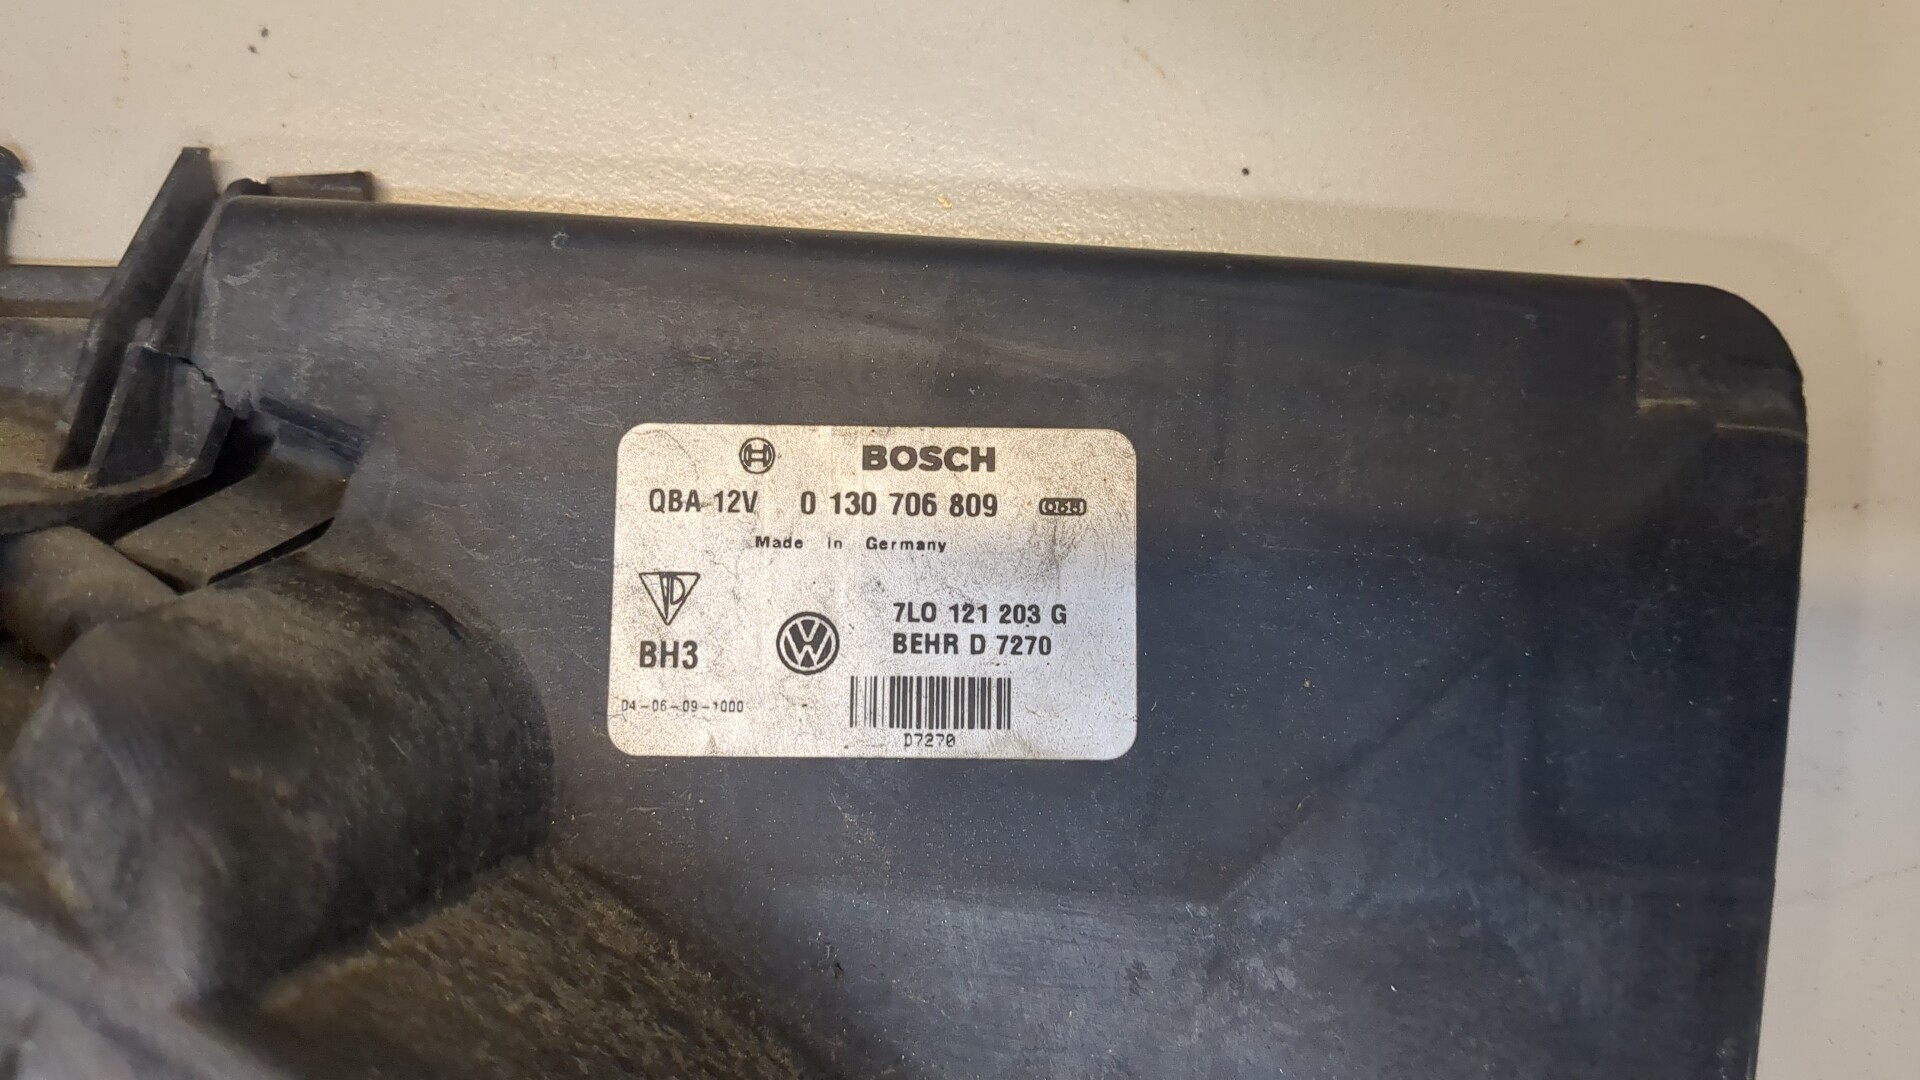 BOSCH
QBA 12V 0 130 706 809 068
Made in Germany
7L0 121 203 G
BEHR D 7270
BH3
04-06-09-1000
D7270